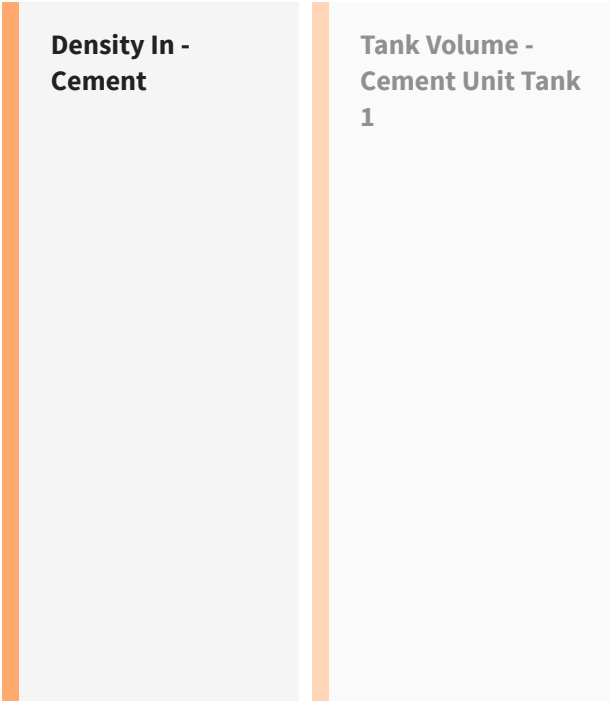 Density In -
Cement
Tank Volume -
Cement Unit Tank
1